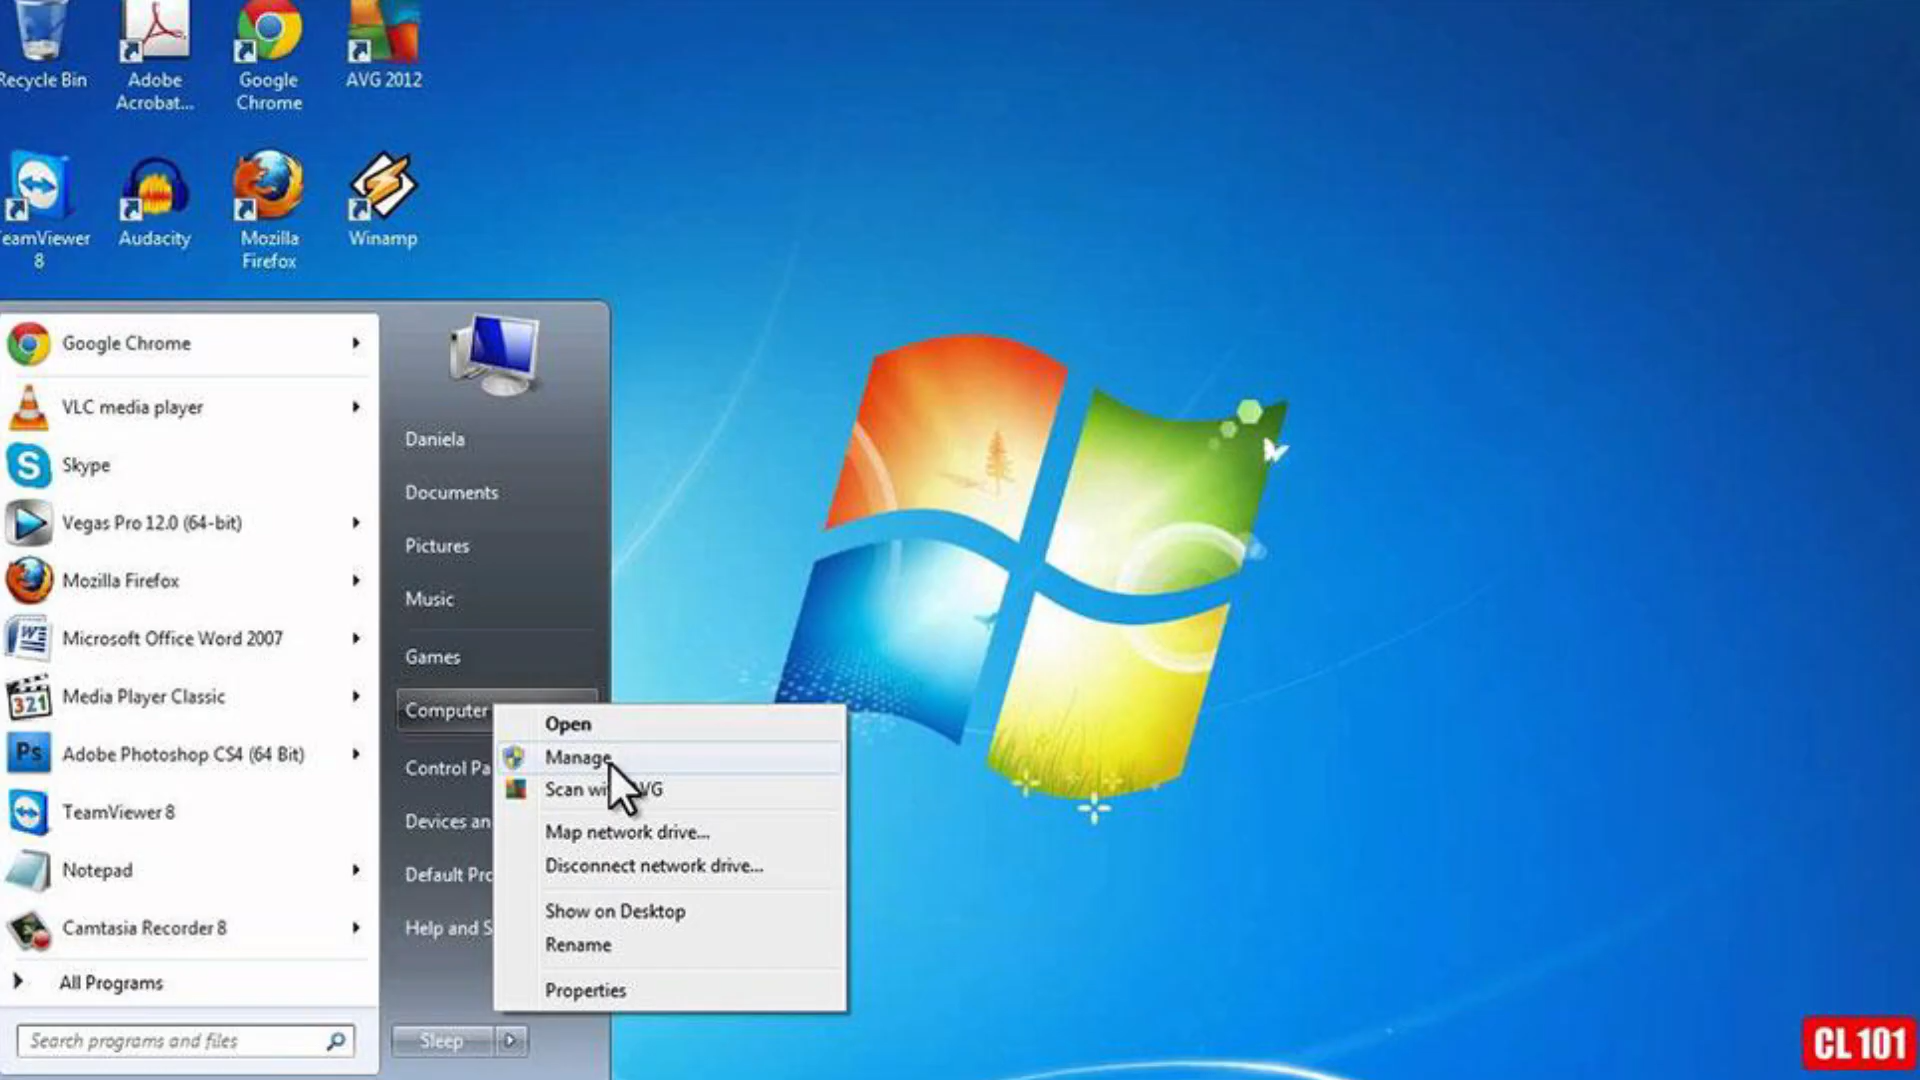 Recycle Bin
Adobe
Acrobat...
Google
Chrome
AVG 2012
eamViewer
8
Audacity
Mozilla
Firefox
Winamp
Google Chrome
VLC media player
Skype
Vegas Pro 12.0 (64-bit)
Mozilla Firefox
Microsoft Office Word 2007
321
Media Player Classic
Ps
Adobe Photoshop CS4 (64 Bit)
TeamViewer 8
Notepad
Camtasia Recorder 8
All Programs
Search programs and files
Daniela
Documents
Pictures
Music
Games
Computer
Control Pa
Devices an
Default Pro
Help and S
Sleep
Open
Manage
Scan wi VG
Map network drive...
Disconnect network drive...
Show on Desktop
Rename
Properties
CL 101